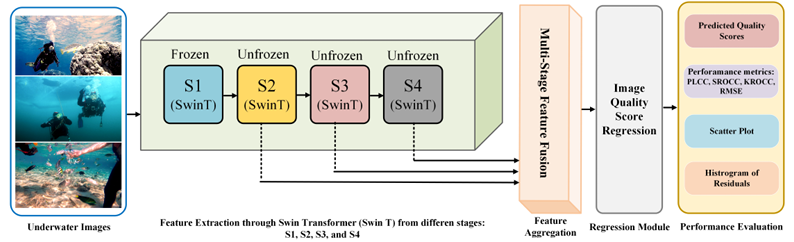 Frozen
Unfrozen
Unfrozen
Unfrozen
S1
(SwinT)
S2
(SwinT)
S3
(SwinT)
S4
(SwinT)
Multi-Stage Feature Fusion
Image
Quality
Score
Regression
Predicted Quality
Scores
Perforamance metrics:
PLCC, SROCC, KROCC,
RMSE
Scatter Plot
Histrogram of
Residuals
Underwater Images
Feature Extraction through Swin Transformer (Swin T) from differen stages:
S1, S2, S3, and S4
Feature
Aggregation
Regression Module
Performance Evaluation